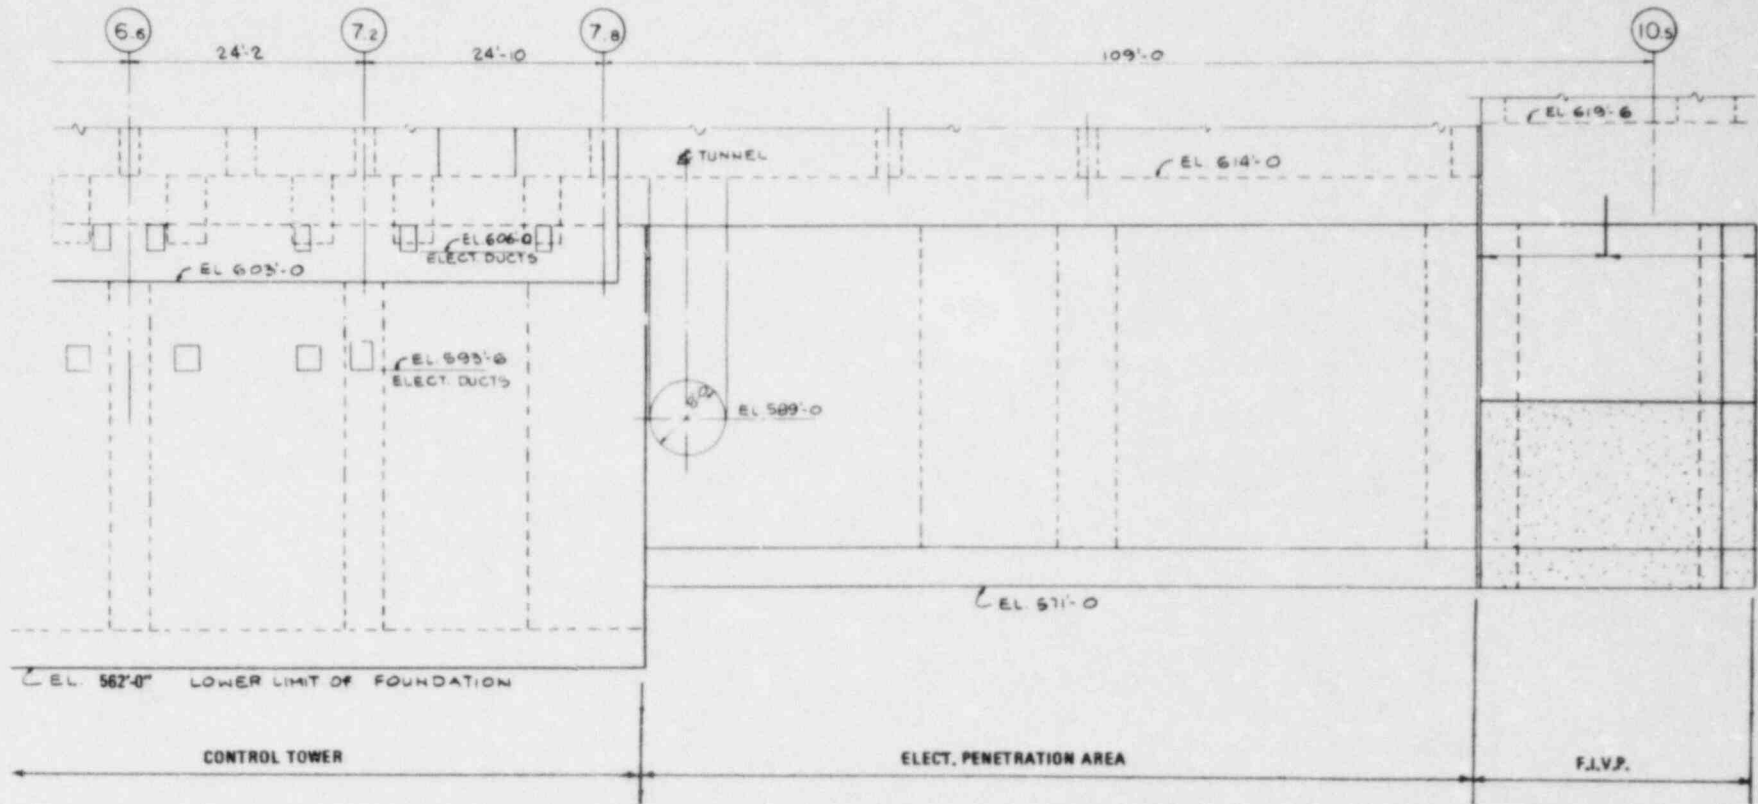 6.6
7.2
7.8
10.5
24'-2
24'-10
109'-0
EL 619'-6
TUNNEL
EL. 614'-0
EL 606-0
ELECT DUCTS
EL 603'-0
EL. 593'-6
ELECT. DUCTS
EL 589'-0
EL. 571'-0
EL. 562'-0" LOWER LIMIT OF FOUNDATION
CONTROL TOWER
ELECT. PENETRATION AREA
F.I.V.P.